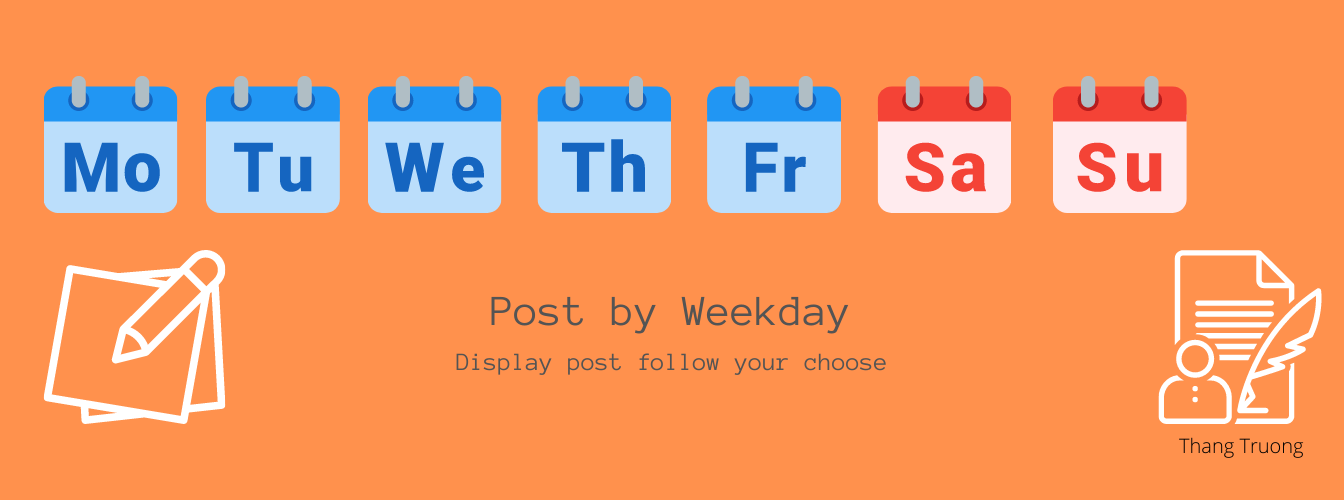 Mo Tu We Th Fr Sa Su
Post by Weekday
Display post follow your choose
Thang Truong